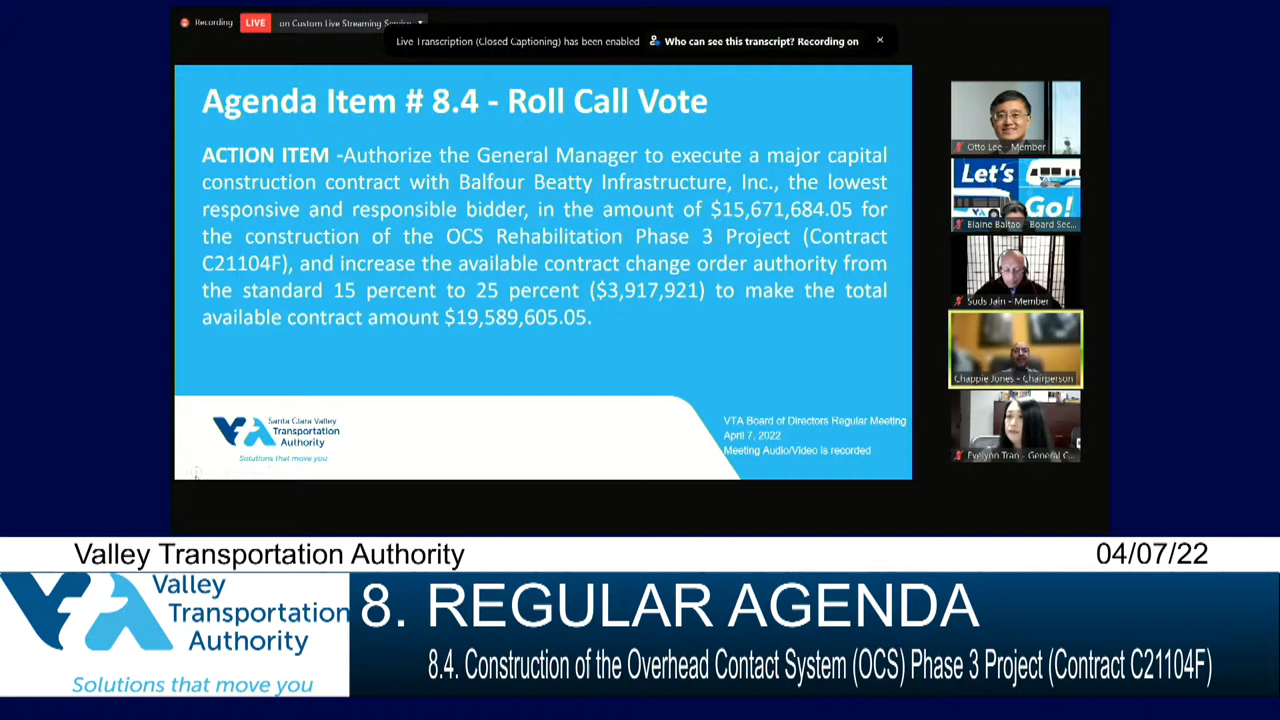 Recording LIVE on Custom Live Streaming Service
Live Transcription (Closed Captioning) has been enabled Who can see this transcript? Recording on
Agenda Item # 8.4 - Roll Call Vote
ACTION ITEM -Authorize the General Manager to execute a major capital
construction contract with Balfour Beatty Infrastructure, Inc., the lowest
responsive and responsible bidder, in the amount of $15,671,684.05 for
the construction of the OCS Rehabilitation Phase 3 Project (Contract
C21104F), and increase the available contract change order authority from
the standard 15 percent to 25 percent ($3,917,921) to make the total
available contract amount $19,589,605.05.
VTA
Santa Clara Valley
Transportation
Authority
Solutions that move you
VTA Board of Directors Regular Meeting
April 7, 2022
Meeting Audio/Video is recorded
Otto Lee - Member
Let's
Go!
Elaine Baltao - Board Sec...
Suds Jain - Member
Chappie Jones - Chairperson
Evelynn Tran - General C...
Valley Transportation Authority 04/07/22
VTA
Valley
Transportation
Authority
Solutions that move you
8. REGULAR AGENDA
8.4. Construction of the Overhead Contact System (OCS) Phase 3 Project (Contract C21104F)